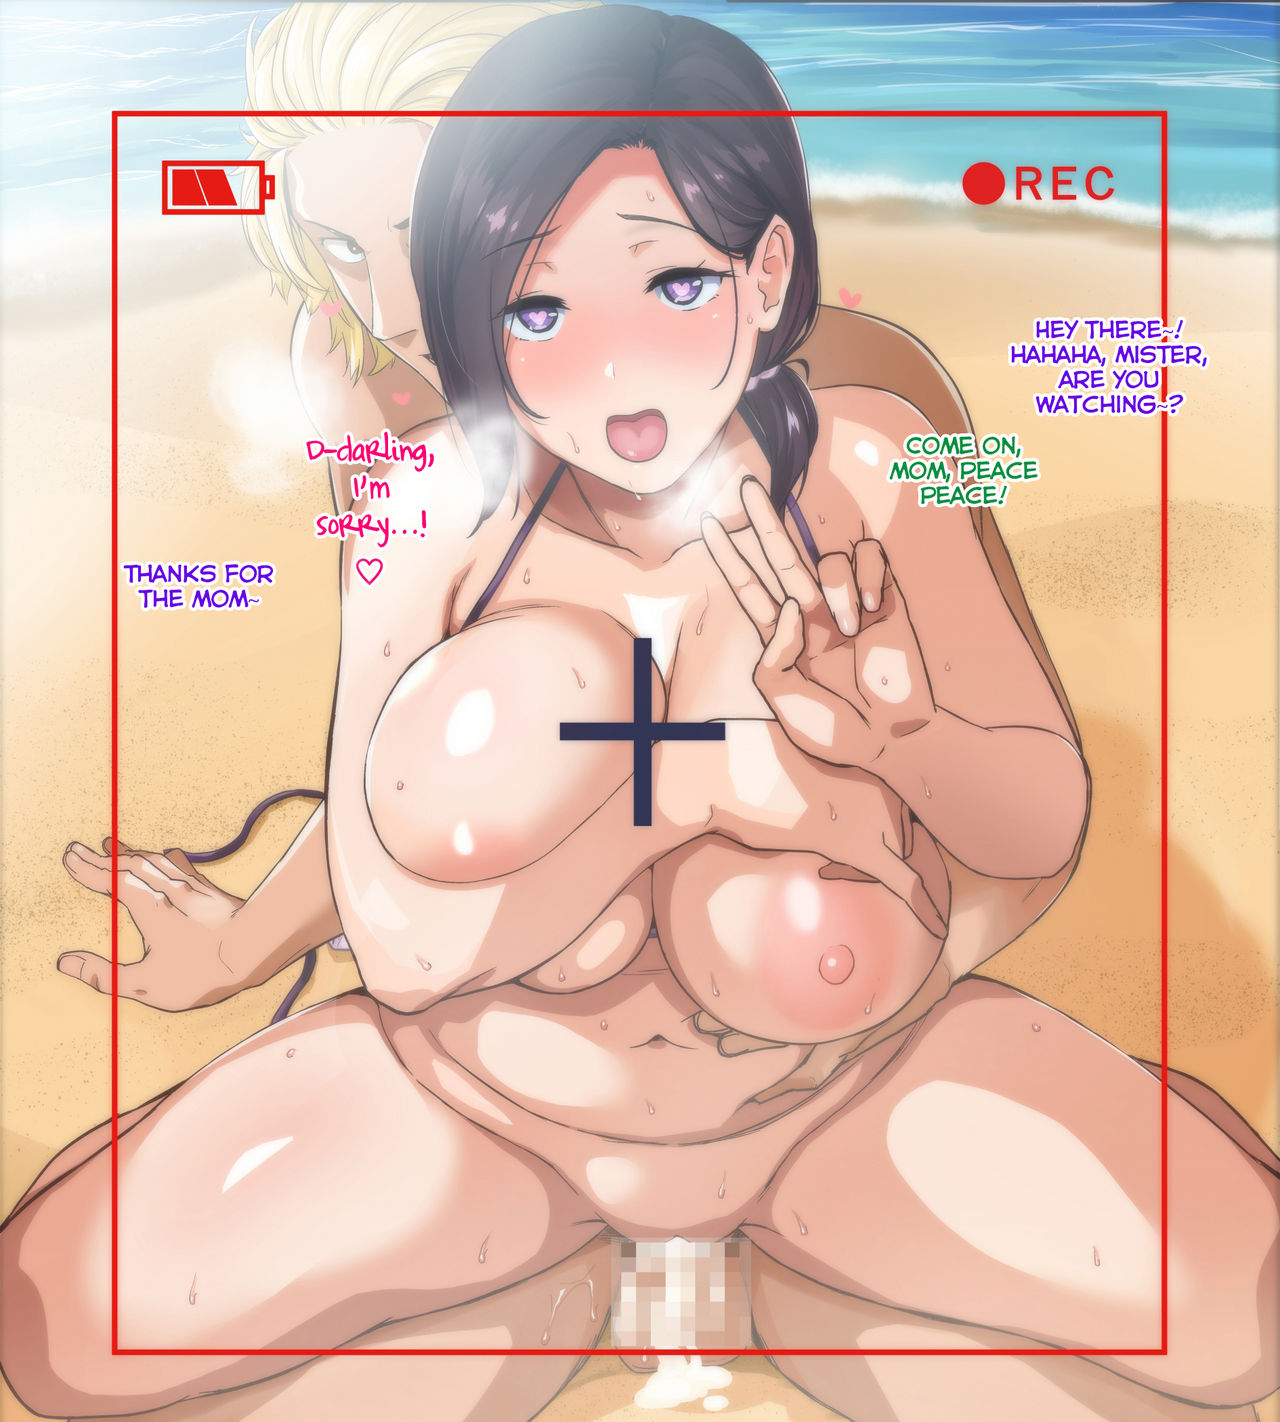 REC
HEY THERE~!
HAHAHA, MISTER,
ARE YOU
WATCHING~?
COME ON,
MOM, PEACE
PEACE!
D-darling,
I'm
sorry...!
♡
THANKS FOR
THE MOM~